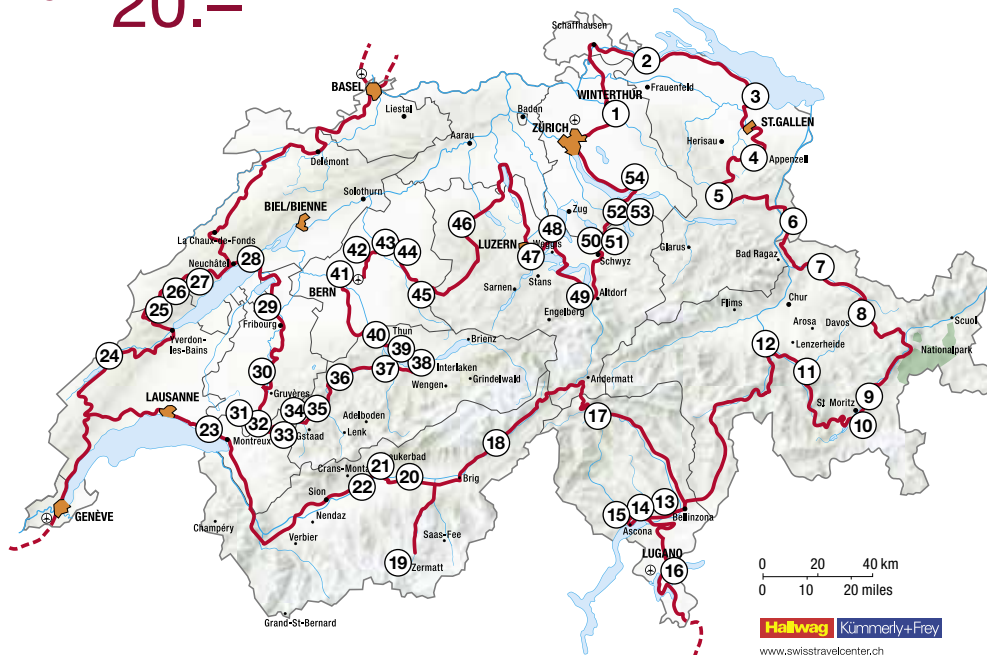 20.–
Schaffhausen
2
BASEL
3
WINTERTHUR
Frauenfeld
Liestal
Baden
1
ST.GALLEN
ZÜRICH
Herisau
Aarau
4
Appenzell
Delémont
54
Solothurn
5
BIEL/BIENNE
Zug
52
53
6
46
La Chaux-de-Fonds
48
43
42
44
LUZERN
Weggis
50
51
Glarus
Neuchâtel
28
47
Schwyz
Bad Ragaz
7
41
27
26
Stans
BERN
Sarnen
45
49
Altdorf
25
29
Flims
Chur
8
Engelberg
Fribourg
Thun
Arosa
Davos
Scuol
Yverdon-
les-Bains
40
Brienz
39
12
Lenzerheide
Nationalpark
24
38
Interlaken
30
37
11
36
Wengen
Grindelwald
Andermatt
Gruyères
St. Moritz
9
LAUSANNE
31
34
35
17
Adelboden
10
32
23
33
Gstaad
Lenk
Montreux
18
21
eukerbad
Crans-Monta
20
22
Brig
Sion
13
14
15
GENÈVE
Nendaz
Bellinzona
Champéry
Verbier
Saas-Fee
Ascona
LUGANO
19
Zermatt
16
0 20 40 km
0 10 20 miles
Grand-St-Bernard
Hallwag Kümmerly+Frey
www.swisstravelcenter.ch